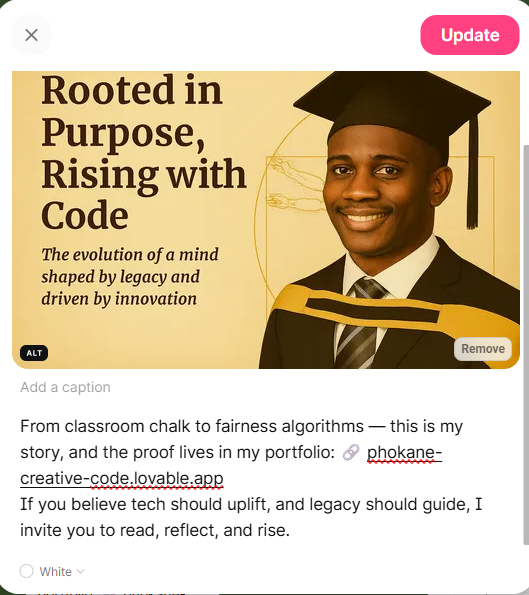 Update
Rooted in
Purpose,
Rising with
Code
The evolution of a mind
shaped by legacy and
driven by innovation
ALT
Remove
Add a caption
From classroom chalk to fairness algorithms — this is my
story, and the proof lives in my portfolio: 🔗 phokane-
creative-code.lovable.app
If you believe tech should uplift, and legacy should guide, I
invite you to read, reflect, and rise.
White